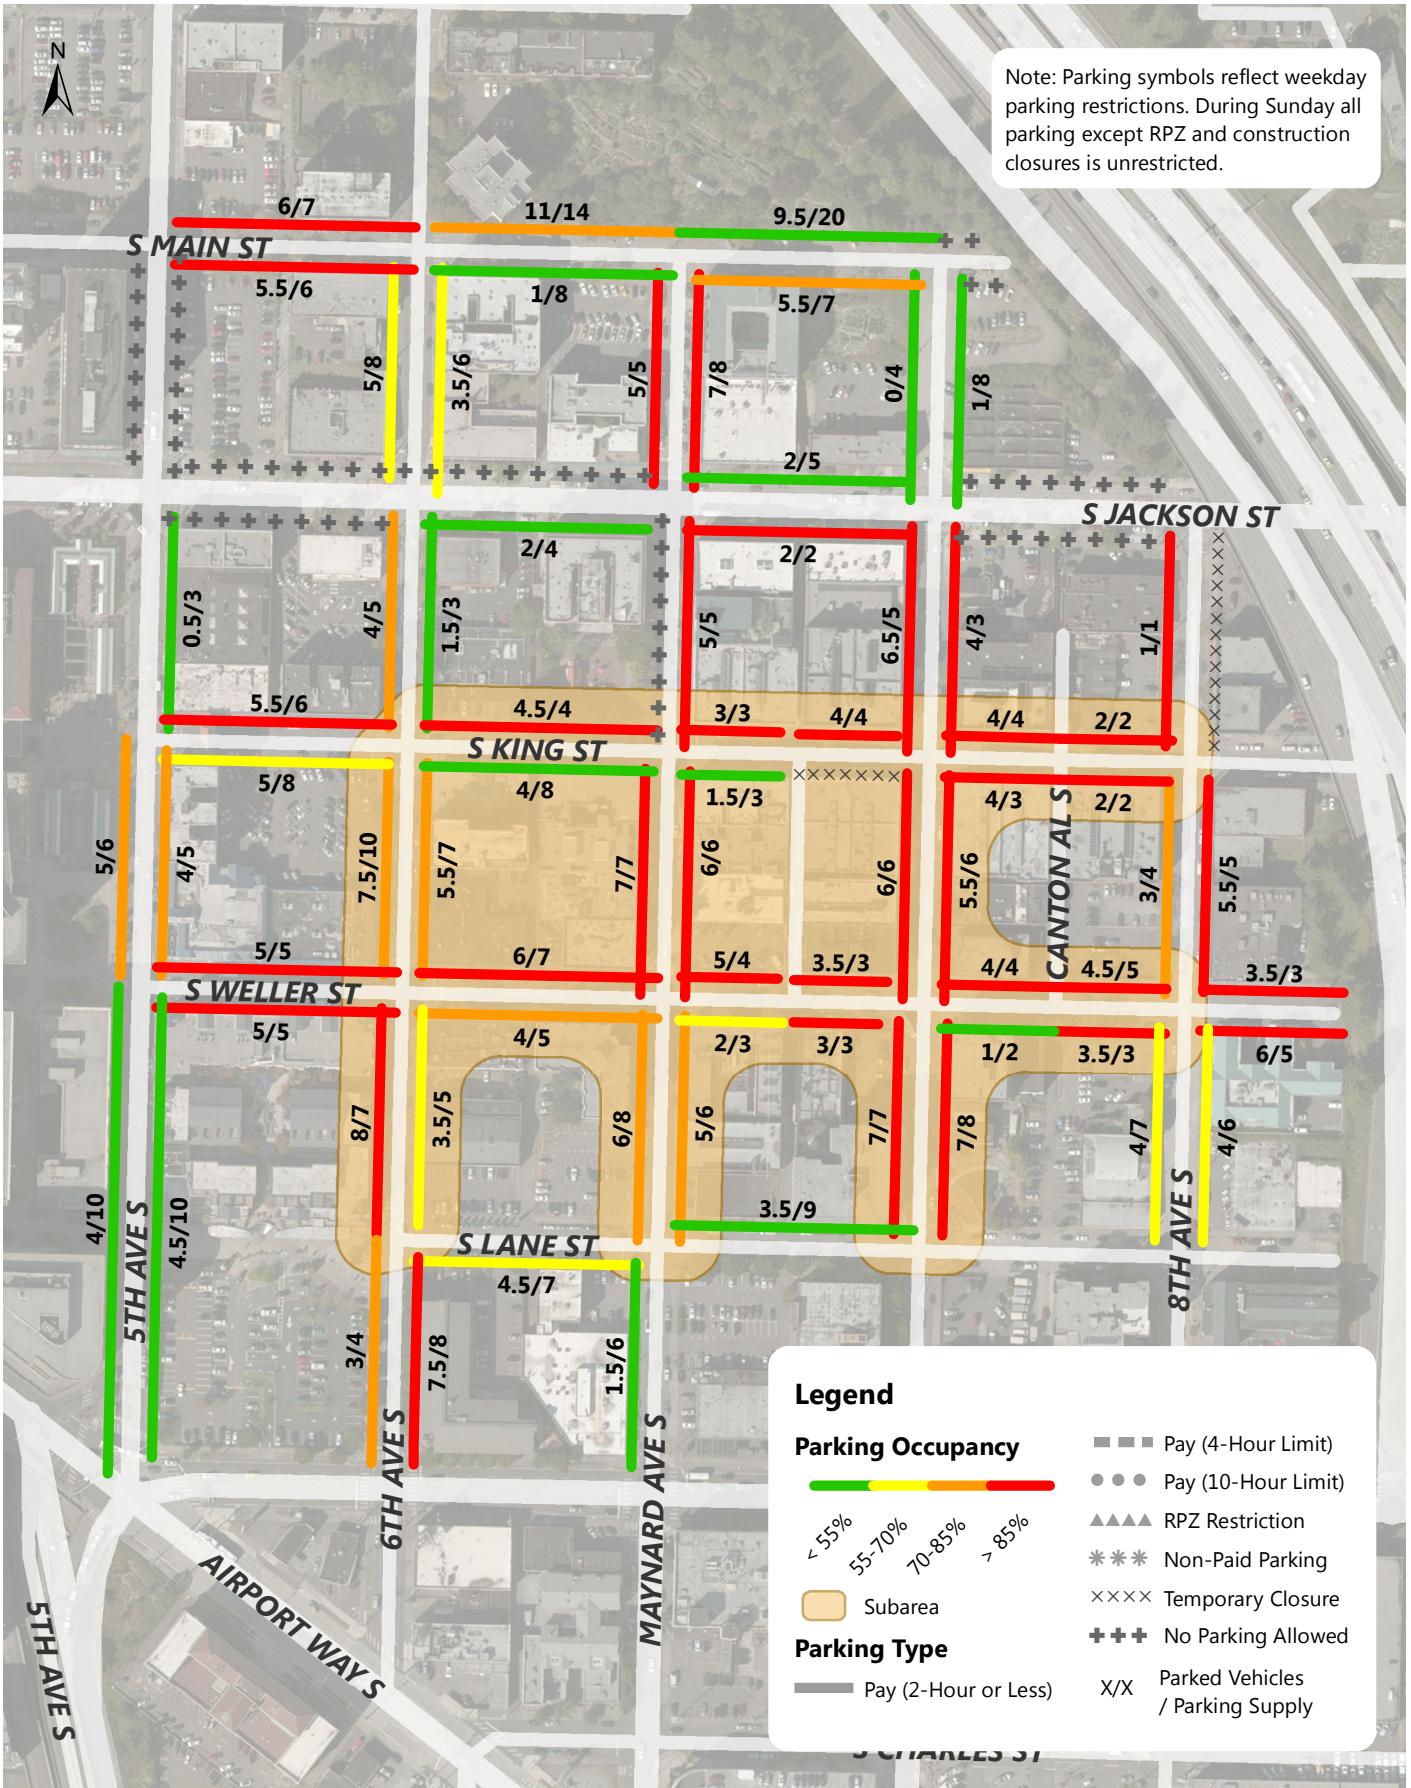 N
Note: Parking symbols reflect weekday
parking restrictions. During Sunday all
parking except RPZ and construction
closures is unrestricted.
6/7
11/14
9.5/20
S MAIN ST
5.5/6
1/8
5.5/7
5/8
3.5/6
5/5
7/8
0/4
1/8
2/5
S JACKSON ST
2/4
2/2
0.5/3
4/5
1.5/3
5/5
6.5/5
4/3
1/1
5.5/6
4.5/4
3/3
4/4
4/4
2/2
S KING ST
5/8
4/8
1.5/3
4/3
2/2
5/6
4/5
7.5/10
5.5/7
7/7
6/6
6/6
5.5/6
CANTON AL S
3/4
5.5/5
5/5
6/7
5/4
3.5/3
4/4
4.5/5
3.5/3
S WELLER ST
5/5
4/5
2/3
3/3
1/2
3.5/3
6/5
8/7
3.5/5
6/8
5/6
7/7
7/8
4/7
4/6
4/10
5TH AVE S
4.5/10
3.5/9
8TH AVE S
S LANE ST
4.5/7
3/4
7.5/8
1.5/6
6TH AVE S
MAYNARD AVE S
AIRPORT WAY S
5TH AVE S
Legend
Parking Occupancy
< 55%
55-70%
70-85%
> 85%
Subarea
Parking Type
Pay (2-Hour or Less)
Pay (4-Hour Limit)
Pay (10-Hour Limit)
RPZ Restriction
Non-Paid Parking
Temporary Closure
No Parking Allowed
X/X Parked Vehicles
/ Parking Supply
S CHARLES ST